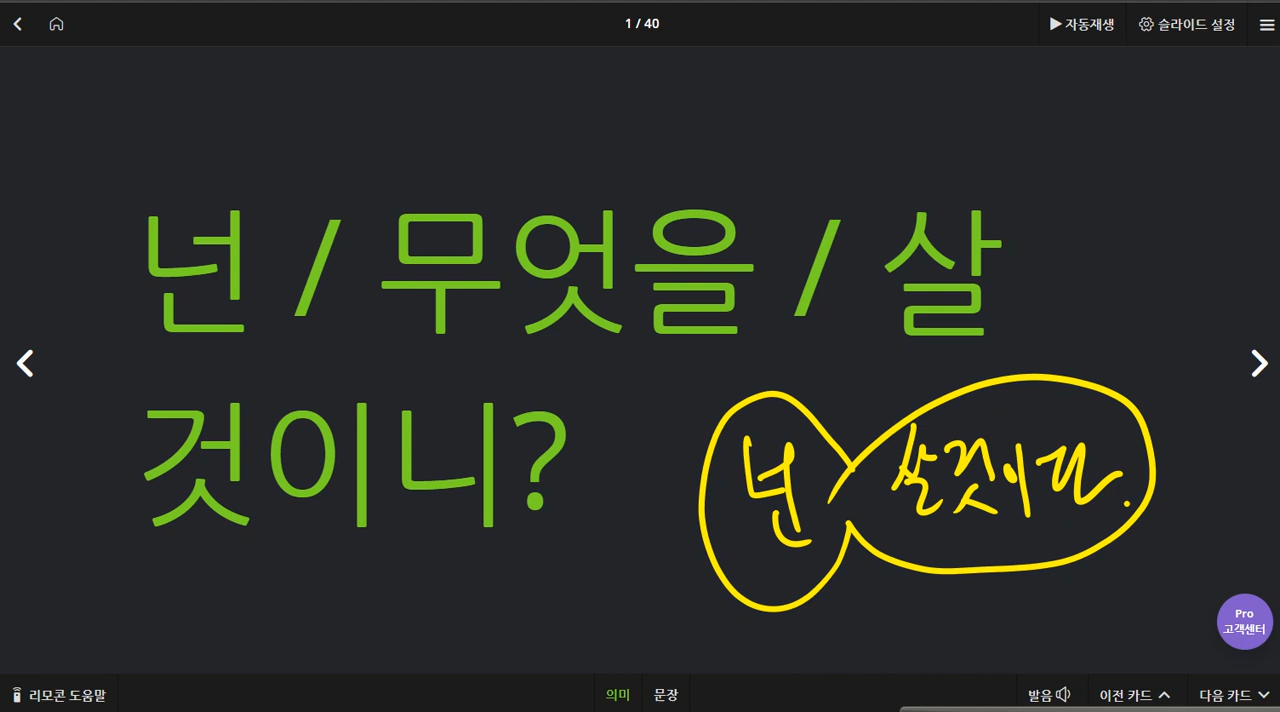 1 / 40
자동재생
슬라이드 설정
넌 / 무엇을 / 살
것이니?
넌 / 살 것이다.
Pro
고객센터
리모콘 도움말
의미
문장
발음
이전 카드
다음 카드